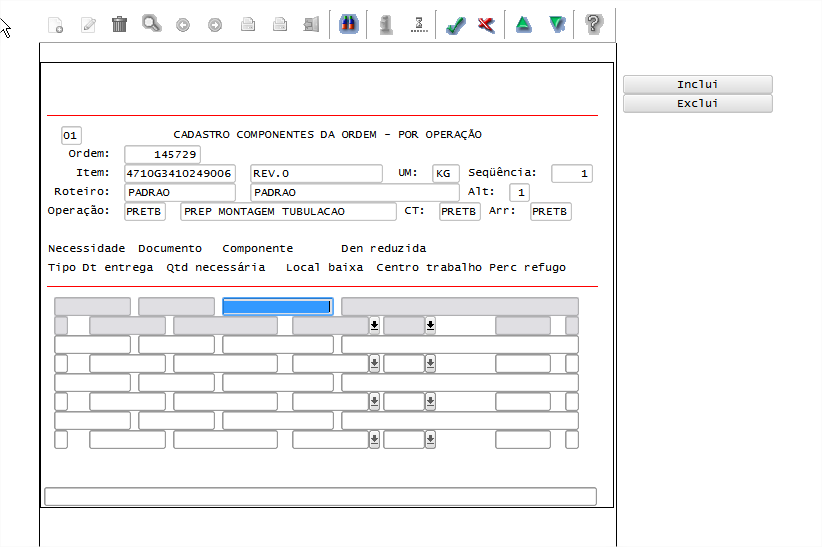 Inclui
Exclui
01 CADASTRO COMPONENTES DA ORDEM - POR OPERAÇÃO
Ordem: 145729
Item: 4710G3410249006 REV.0 UM: KG Seqüência: 1
Roteiro: PADRAO PADRAO Alt: 1
Operação: PRETB PREP MONTAGEM TUBULACAO CT: PRETB Arr: PRETB
Necessidade Documento Componente Den reduzida
Tipo Dt entrega Qtd necessária Local baixa Centro trabalho Perc refugo